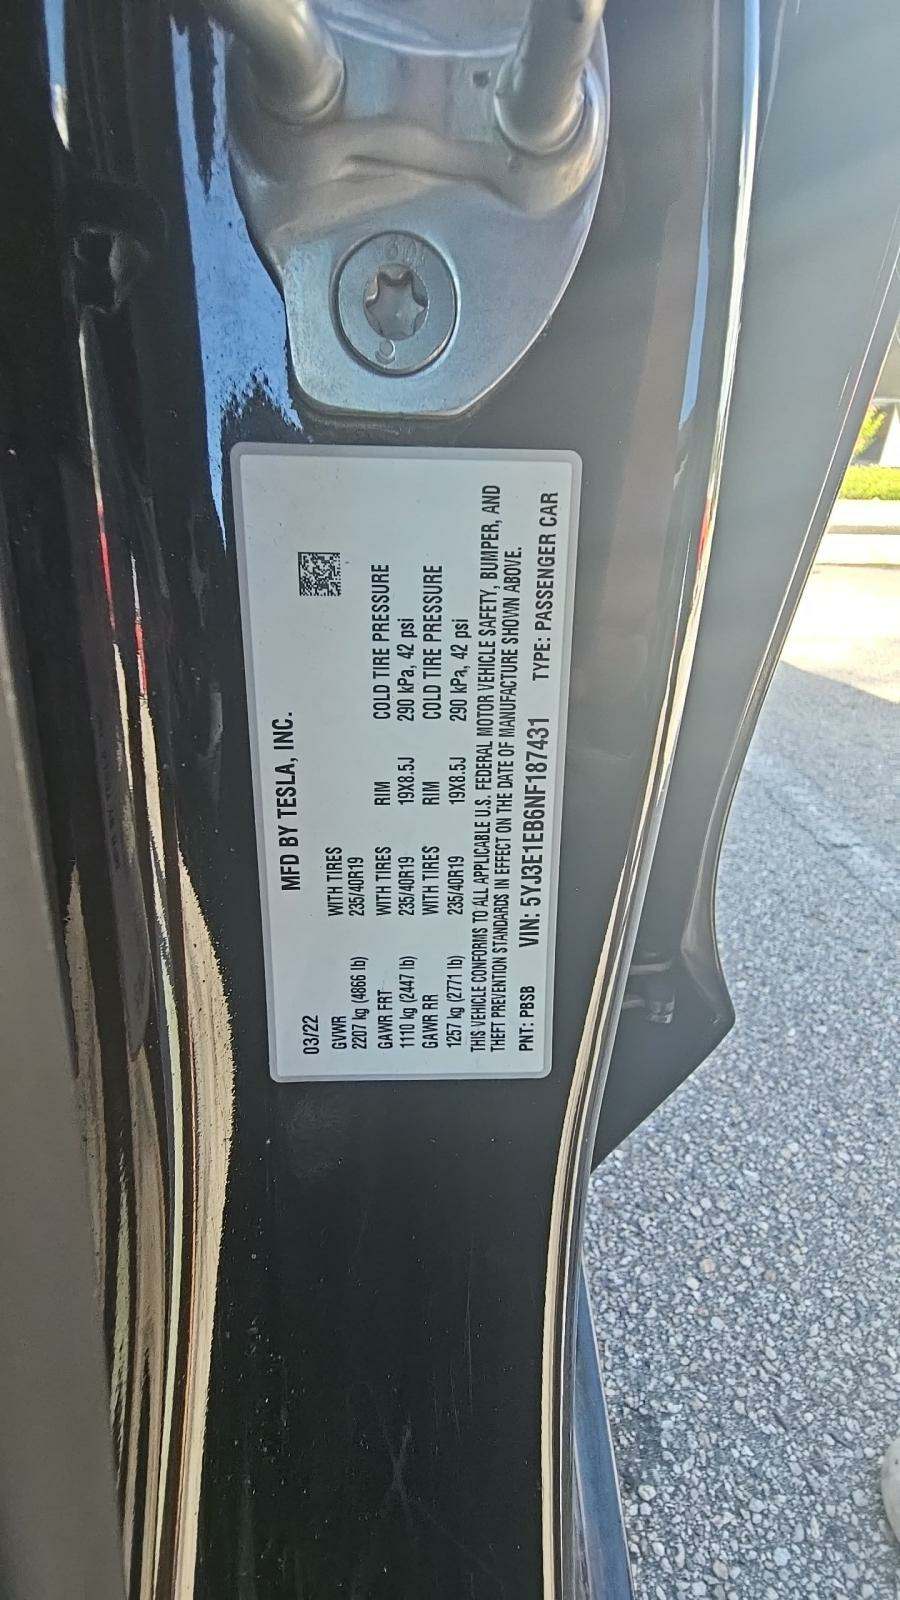 MFD BY TESLA, INC.
03/22
GVWR WITH TIRES
2207 kg (4866 lb) 235/40R19
GAWR FRT WITH TIRES RIM COLD TIRE PRESSURE
1110 kg (2447 lb) 235/40R19 19X8.5J 290 kPa, 42 psi
GAWR RR WITH TIRES RIM COLD TIRE PRESSURE
1257 kg (2771 lb) 235/40R19 19X8.5J 290 kPa, 42 psi
THIS VEHICLE CONFORMS TO ALL APPLICABLE U.S. FEDERAL MOTOR VEHICLE SAFETY, BUMPER, AND
THEFT PREVENTION STANDARDS IN EFFECT ON THE DATE OF MANUFACTURE SHOWN ABOVE.
PNT: PBSB VIN: 5YJ3E1EB6NF187431 TYPE: PASSENGER CAR